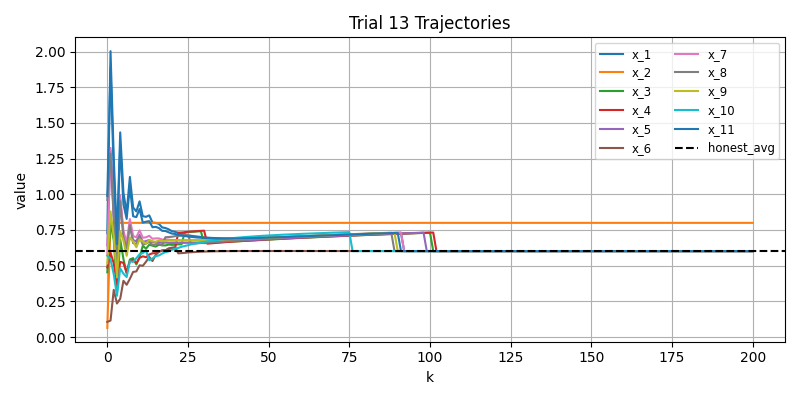 Trial 13 Trajectories
value
2.00
1.75
1.50
1.25
1.00
0.75
0.50
0.25
0.00
x_1
x_2
x_3
x_4
x_5
x_6
x_7
x_8
x_9
x_10
x_11
honest_avg
0 25 50 75 100 125 150 175 200
k